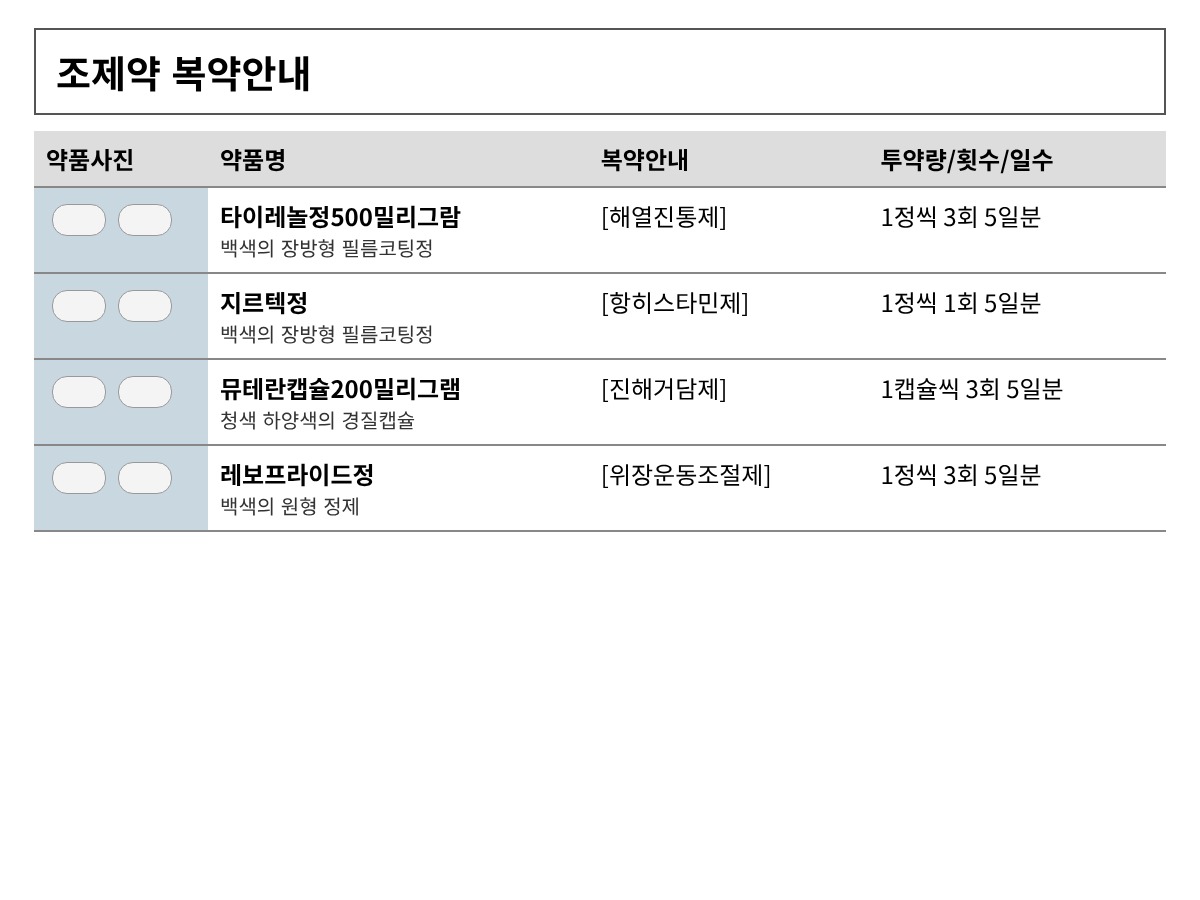 조제약 복약안내
약품사진 약품명 복약안내 투약량/횟수/일수
타이레놀정500밀리그람 [해열진통제] 1정씩 3회 5일분
백색의 장방형 필름코팅정
지르텍정 [항히스타민제] 1정씩 1회 5일분
백색의 장방형 필름코팅정
뮤테란캡슐200밀리그램 [진해거담제] 1캡슐씩 3회 5일분
청색 하양색의 경질캡슐
레보프라이드정 [위장운동조절제] 1정씩 3회 5일분
백색의 원형 정제